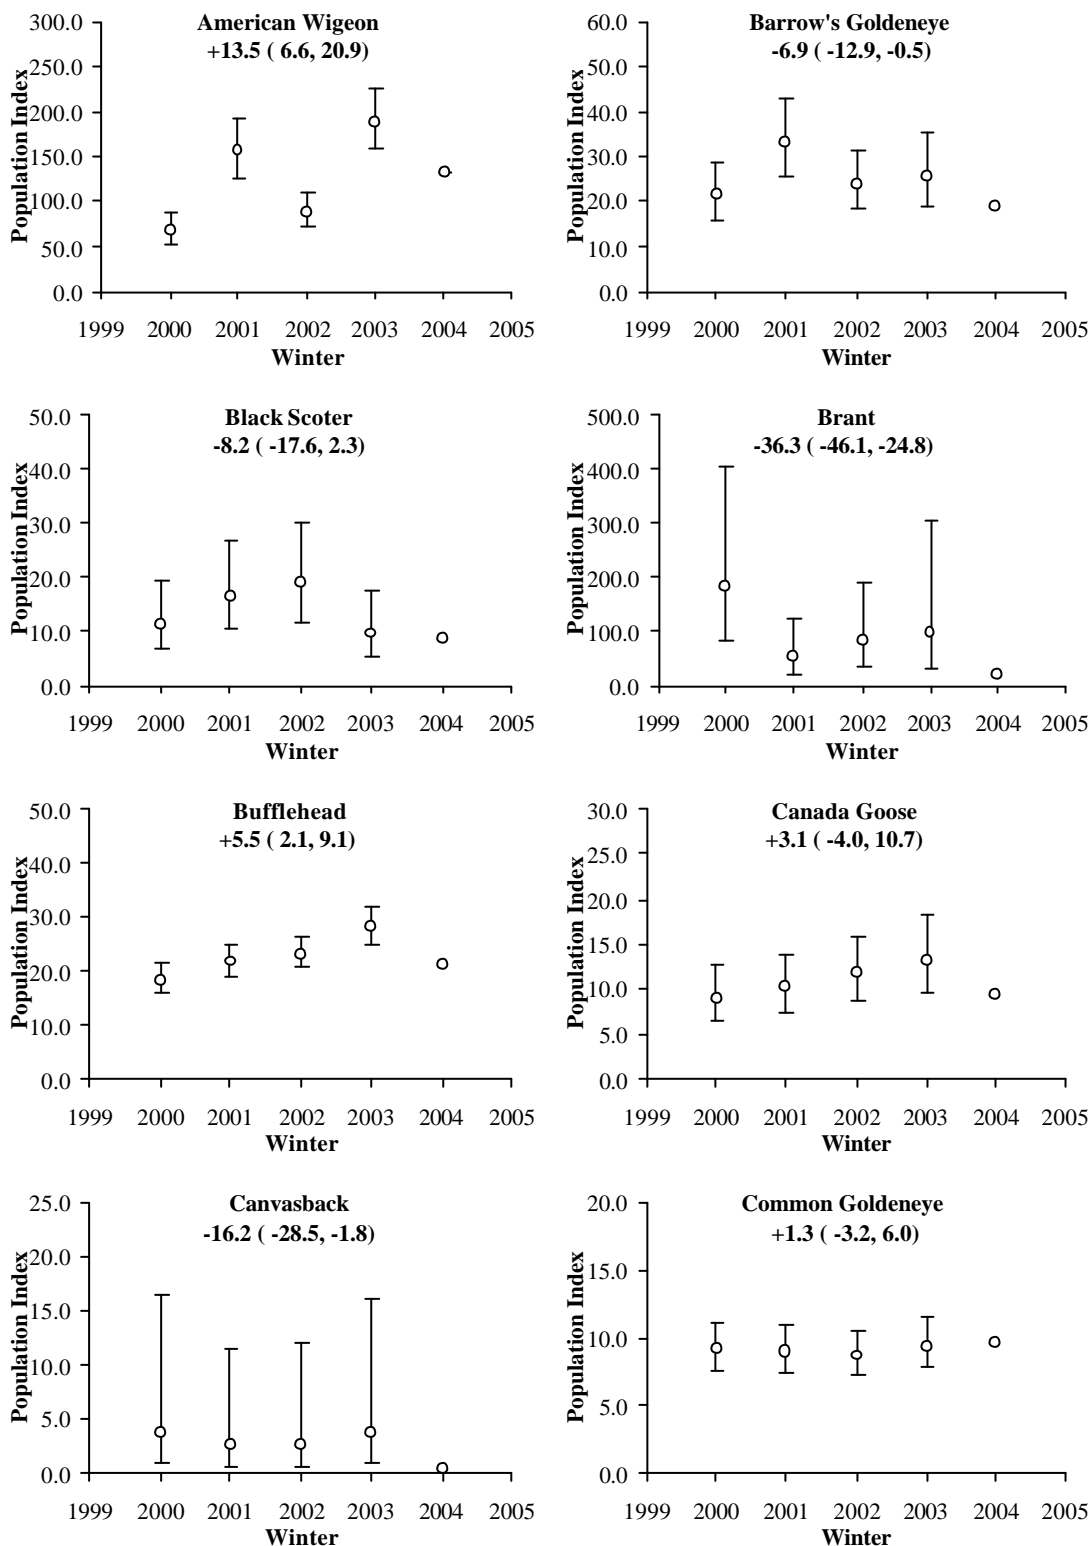 American Wigeon
+13.5 ( 6.6, 20.9)
Population Index
300.0
250.0
200.0
150.0
100.0
50.0
0.0
1999 2000 2001 2002 2003 2004 2005
Winter
Barrow's Goldeneye
-6.9 ( -12.9, -0.5)
Population Index
60.0
50.0
40.0
30.0
20.0
10.0
0.0
1999 2000 2001 2002 2003 2004 2005
Winter
Black Scoter
-8.2 ( -17.6, 2.3)
Population Index
50.0
40.0
30.0
20.0
10.0
0.0
1999 2000 2001 2002 2003 2004 2005
Winter
Brant
-36.3 ( -46.1, -24.8)
Population Index
500.0
400.0
300.0
200.0
100.0
0.0
1999 2000 2001 2002 2003 2004 2005
Winter
Bufflehead
+5.5 ( 2.1, 9.1)
Population Index
50.0
40.0
30.0
20.0
10.0
0.0
1999 2000 2001 2002 2003 2004 2005
Winter
Canada Goose
+3.1 ( -4.0, 10.7)
Population Index
30.0
25.0
20.0
15.0
10.0
5.0
0.0
1999 2000 2001 2002 2003 2004 2005
Winter
Canvasback
-16.2 ( -28.5, -1.8)
Population Index
25.0
20.0
15.0
10.0
5.0
0.0
1999 2000 2001 2002 2003 2004 2005
Winter
Common Goldeneye
+1.3 ( -3.2, 6.0)
Population Index
20.0
15.0
10.0
5.0
0.0
1999 2000 2001 2002 2003 2004 2005
Winter